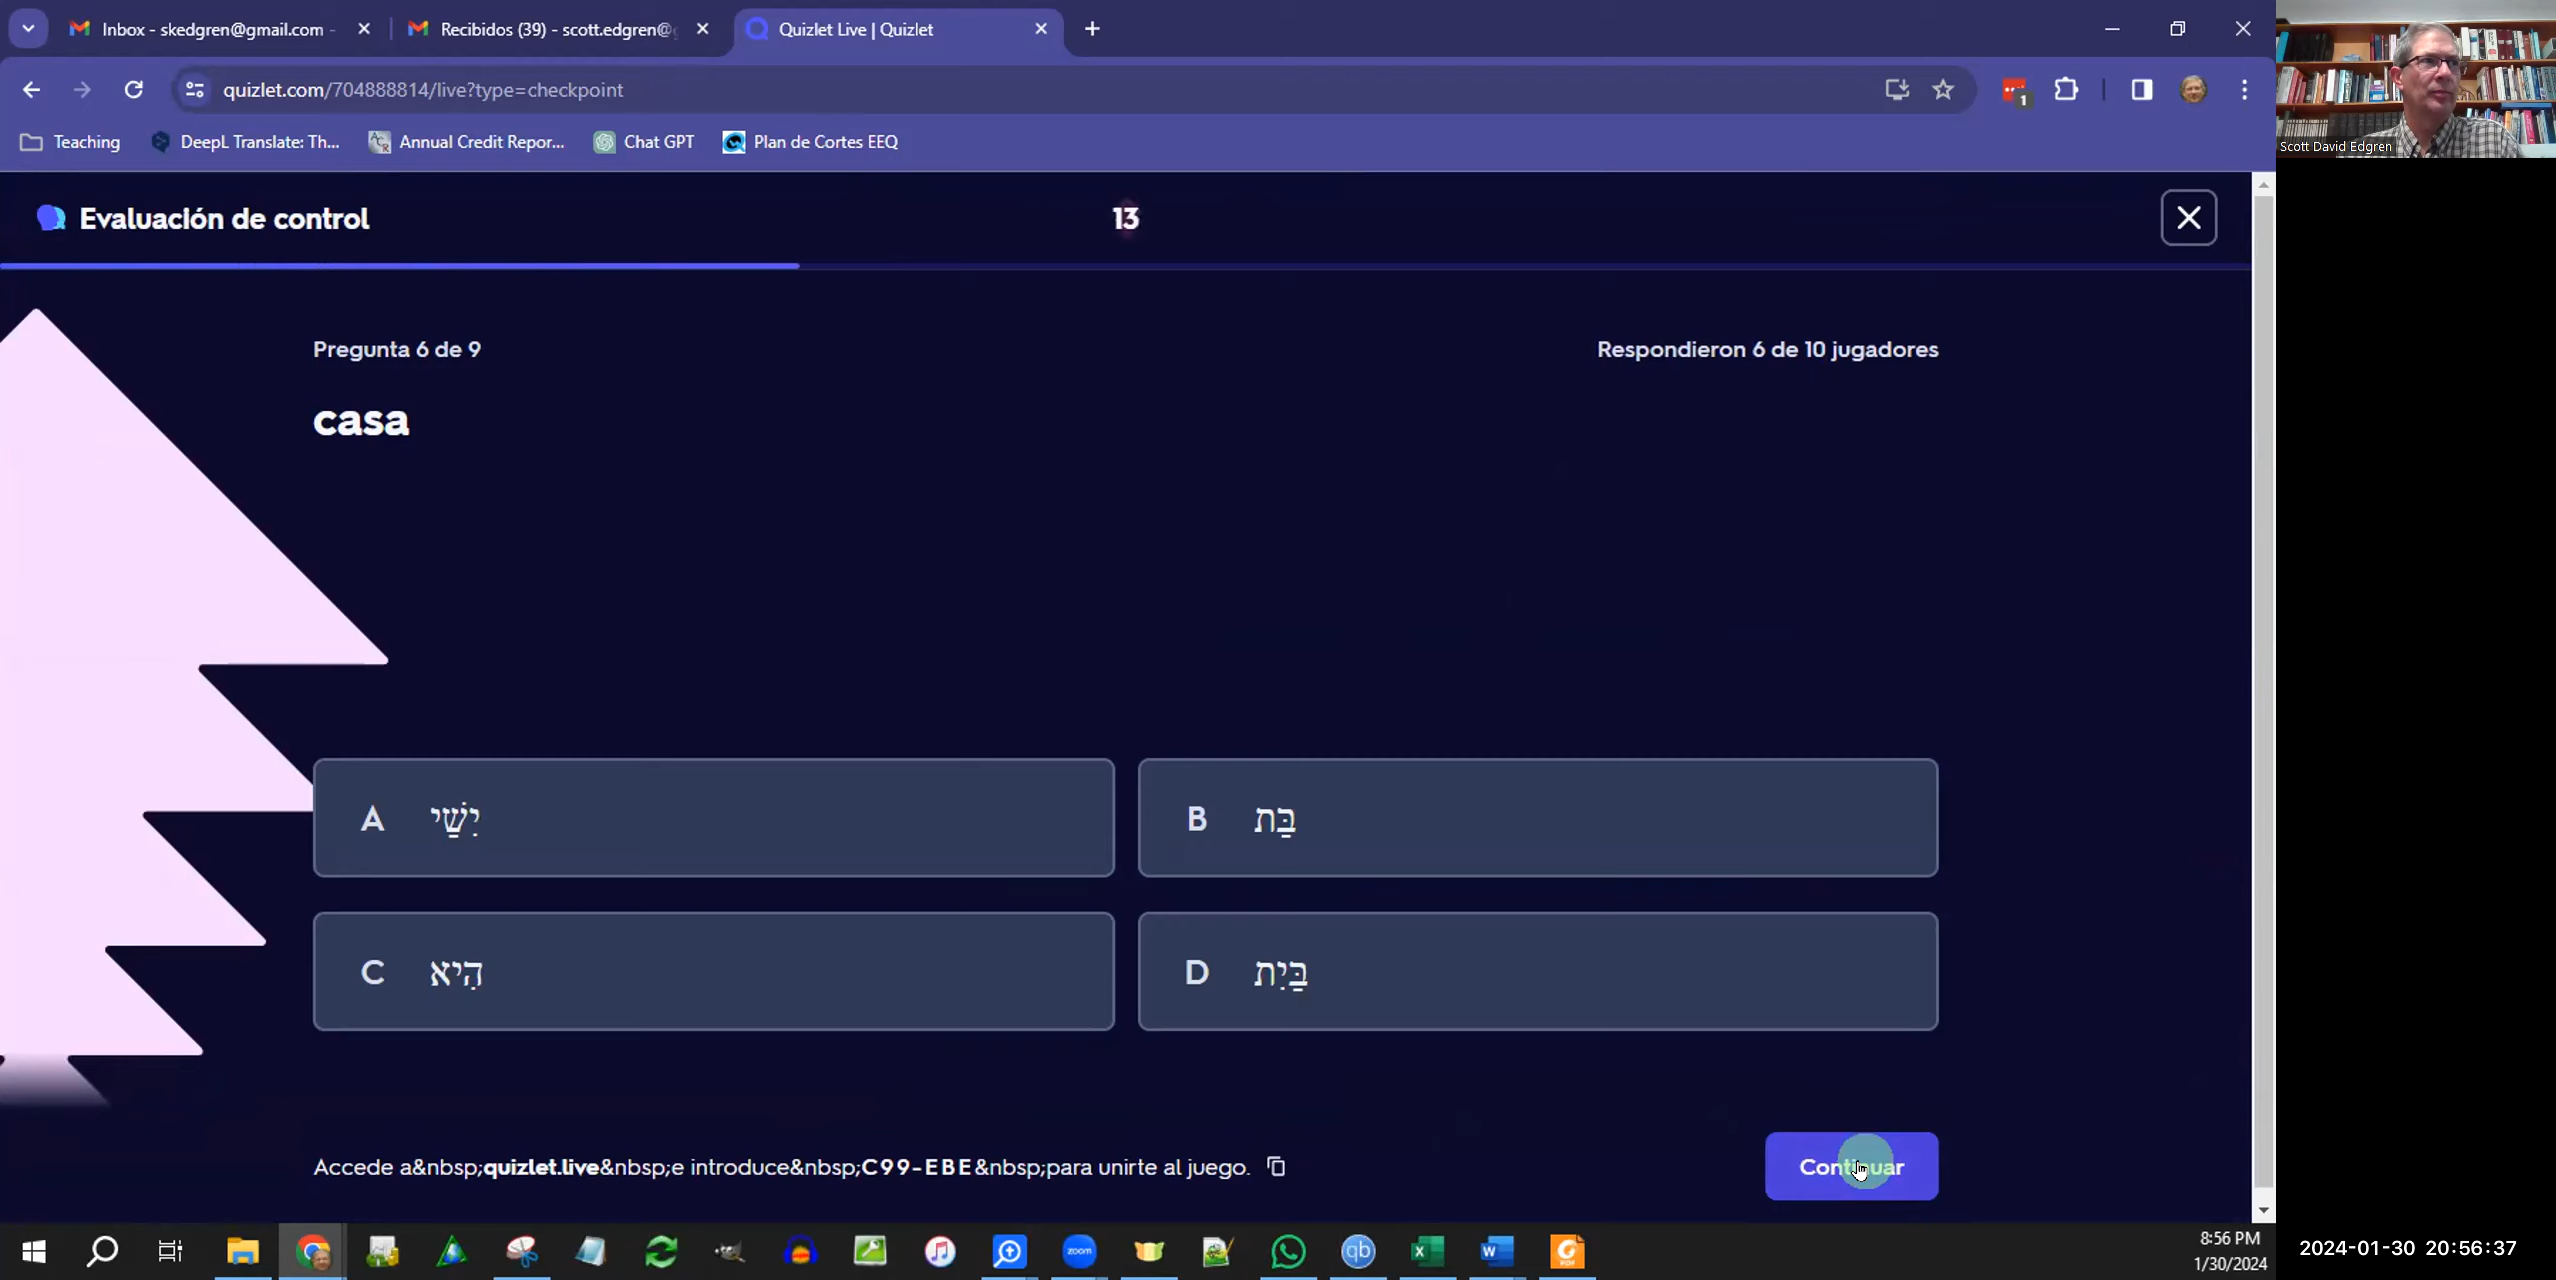 Inbox - skedgren@gmail.com -
Recibidos (39) - scott.edgren@
Quizlet Live | Quizlet
quizlet.com/704888814/live?type=checkpoint
1
Teaching
DeepL Translate: Th...
Annual Credit Repor...
Chat GPT
Plan de Cortes EEQ
Scott David Edgren
Evaluación de control
13
Pregunta 6 de 9
Respondieron 6 de 10 jugadores
casa
A יִשַׁי
B בַּת
C הִיא
D בַּיִת
Accede a&nbsp;quizlet.live&nbsp;e introduce&nbsp;C99-EBE&nbsp;para unirte al juego.
Continuar
zoom
qb
8:56 PM
1/30/2024
2024-01-30 20:56:37